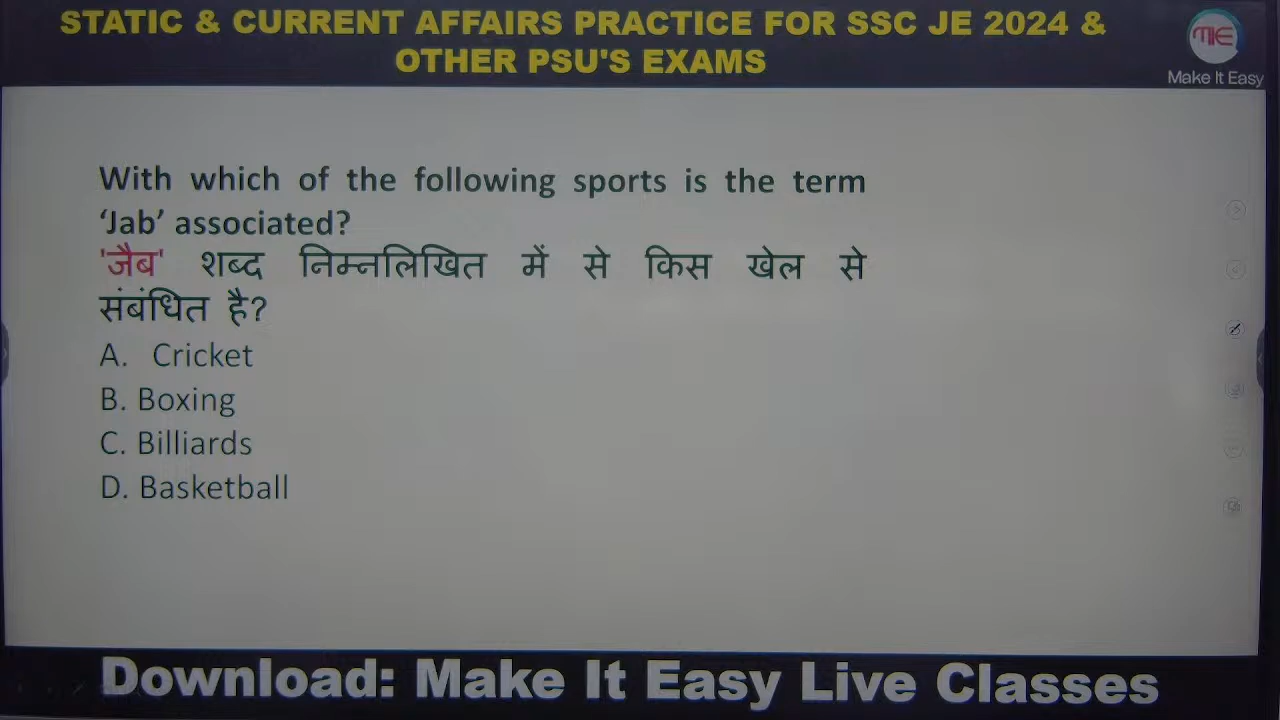 STATIC & CURRENT AFFAIRS PRACTICE FOR SSC JE 2024 &
OTHER PSU'S EXAMS
MIE
Make It Easy
With which of the following sports is the term
‘Jab’ associated?
'जैब' शब्द निम्नलिखित में से किस खेल से
संबंधित है?
A. Cricket
B. Boxing
C. Billiards
D. Basketball
Download: Make It Easy Live Classes